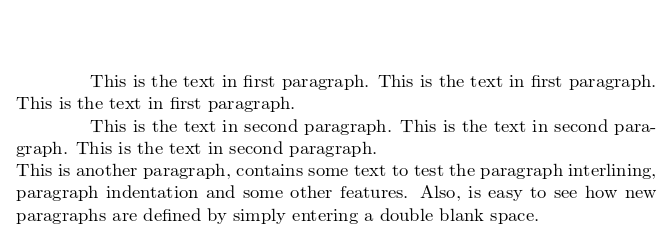 This is the text in first paragraph. This is the text in first paragraph.
This is the text in first paragraph.
This is the text in second paragraph. This is the text in second para-
graph. This is the text in second paragraph.
This is another paragraph, contains some text to test the paragraph interlining,
paragraph indentation and some other features. Also, is easy to see how new
paragraphs are defined by simply entering a double blank space.